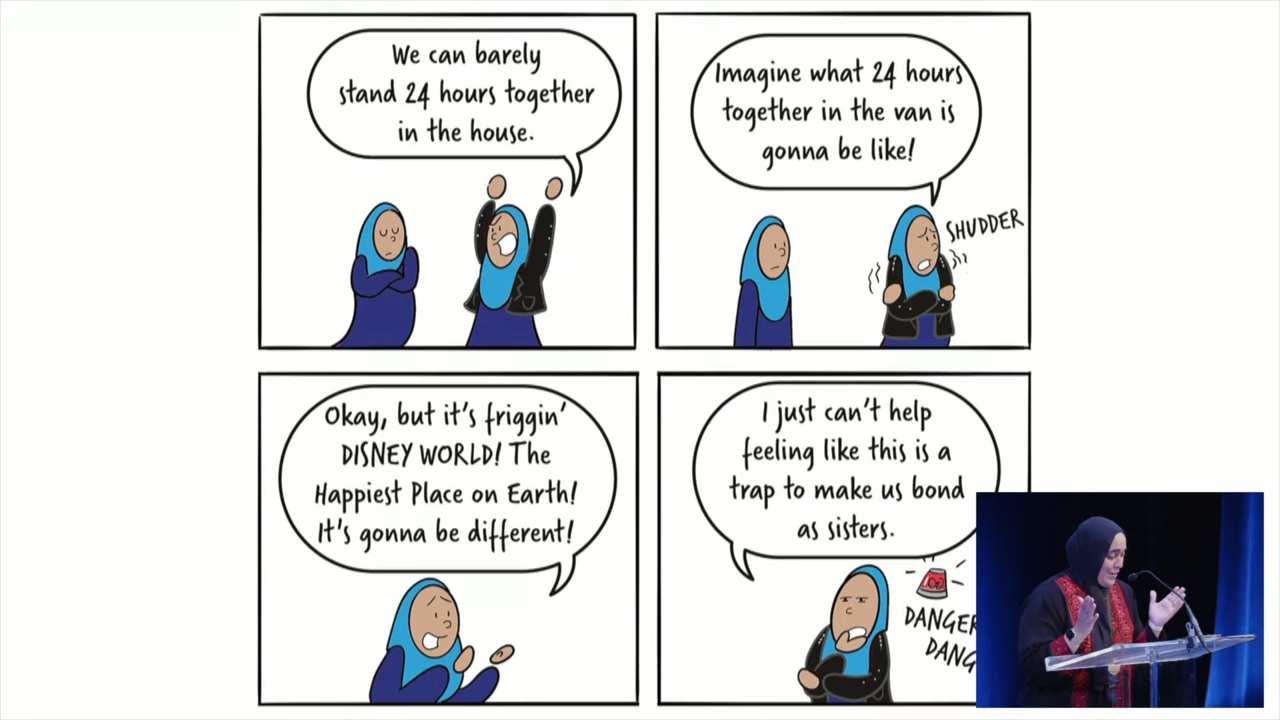 We can barely
stand 24 hours together
in the house.
Imagine what 24 hours
together in the van is
gonna be like!
SHUDDER
Okay, but it's friggin'
DISNEY WORLD! The
Happiest Place on Earth!
It's gonna be different!
I just can't help
feeling like this is a
trap to make us bond
as sisters.
DANGER
DANG